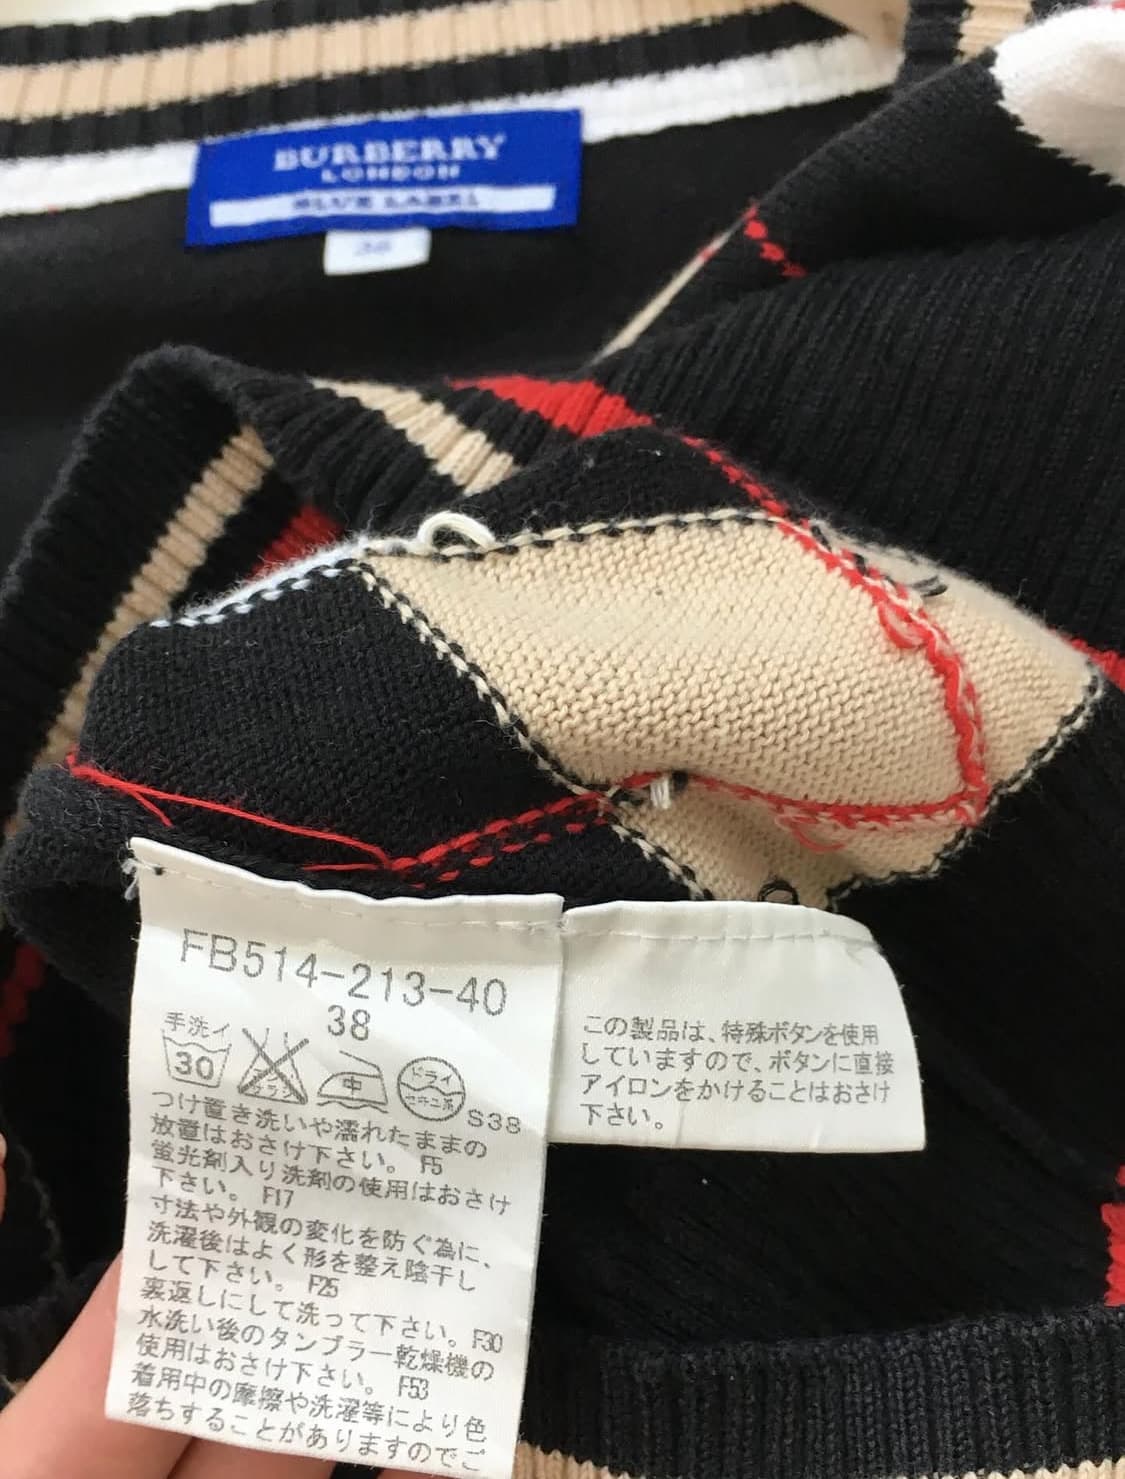 BURBERRY
LONDON
BLUE LABEL
38
FB514-213-40
38
手洗イ
30
中
ドライ
セキユ系
S38
つけ置き洗いや濡れたままの
放置はおさけ下さい。 F5
蛍光剤入り洗剤の使用はおさけ
下さい。 F17
寸法や外観の変化を防ぐ為に、
洗濯後はよく形を整え陰干し
して下さい。 F25
裏返しにして洗って下さい。F30
水洗い後のタンブラー乾燥機の
使用はおさけ下さい。 F53
着用中の摩擦や洗濯等により色
落ちすることがありますのでご
この製品は、特殊ボタンを使用
していますので、ボタンに直接
アイロンをかけることはおさけ
下さい。